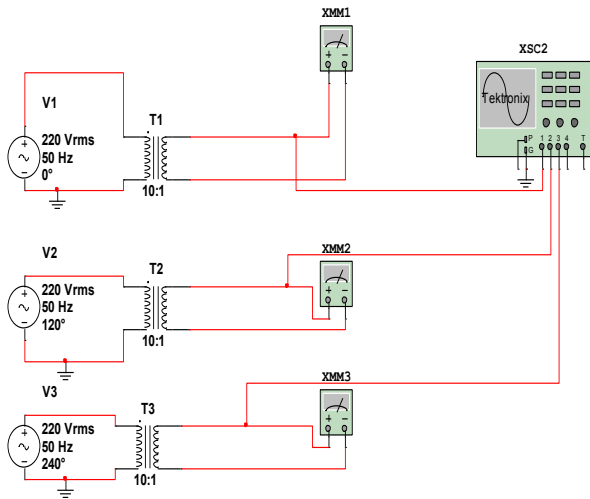 XMM1
XSC2
Tektronix
P
G
1 2 3 4 T
V1
T1
220 Vrms
50 Hz
0°
10:1
V2
T2
XMM2
220 Vrms
50 Hz
120°
10:1
V3
T3
XMM3
220 Vrms
50 Hz
240°
10:1